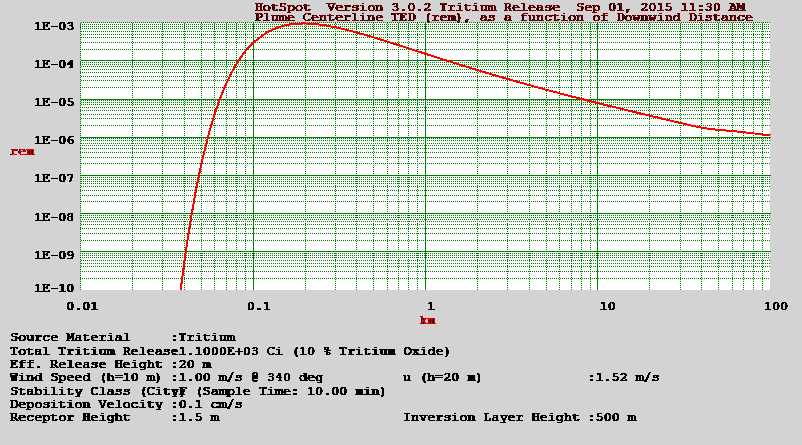 HotSpot Version 3.0.2 Tritium Release Sep 01, 2015 11:30 AM
Plume Centerline TED (rem), as a function of Downwind Distance
1E-03
1E-04
1E-05
1E-06
rem
1E-07
1E-08
1E-09
1E-10
0.01 0.1 1 10 100
km
Source Material :Tritium
Total Tritium Release:1.1000E+03 Ci (10 % Tritium Oxide)
Eff. Release Height :20 m
Wind Speed (h=10 m) :1.00 m/s @ 340 deg u (h=20 m) :1.52 m/s
Stability Class (City):F (Sample Time: 10.00 min)
Deposition Velocity :0.1 cm/s
Receptor Height :1.5 m Inversion Layer Height :500 m